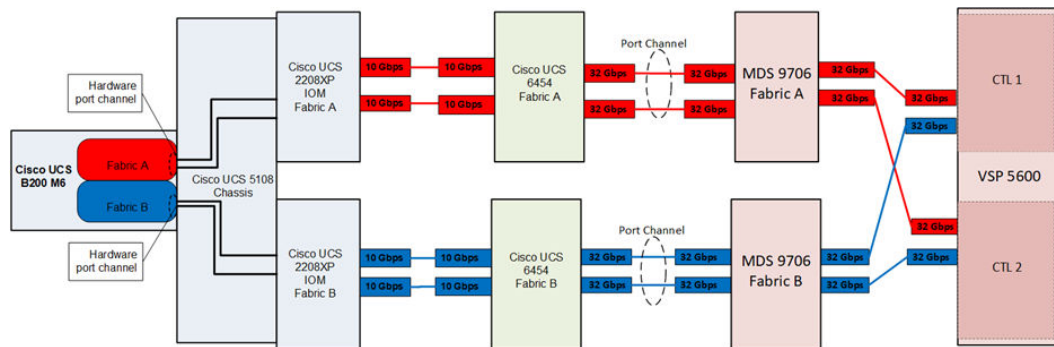 Hardware
port channel
Cisco UCS
B200 M6
Fabric A
Fabric B
Hardware
port channel
Cisco UCS 5108
Chassis
Cisco UCS
2208XP
IOM
Fabric A
10 Gbps
10 Gbps
10 Gbps
10 Gbps
Cisco UCS
6454
Fabric A
32 Gbps
32 Gbps
Port Channel
32 Gbps
32 Gbps
MDS 9706
Fabric A
32 Gbps
32 Gbps
32 Gbps
32 Gbps
CTL 1
VSP 5600
Cisco UCS
2208XP
IOM
Fabric B
10 Gbps
10 Gbps
10 Gbps
10 Gbps
Cisco UCS
6454
Fabric B
32 Gbps
32 Gbps
Port Channel
32 Gbps
32 Gbps
MDS 9706
Fabric B
32 Gbps
32 Gbps
32 Gbps
32 Gbps
CTL 2